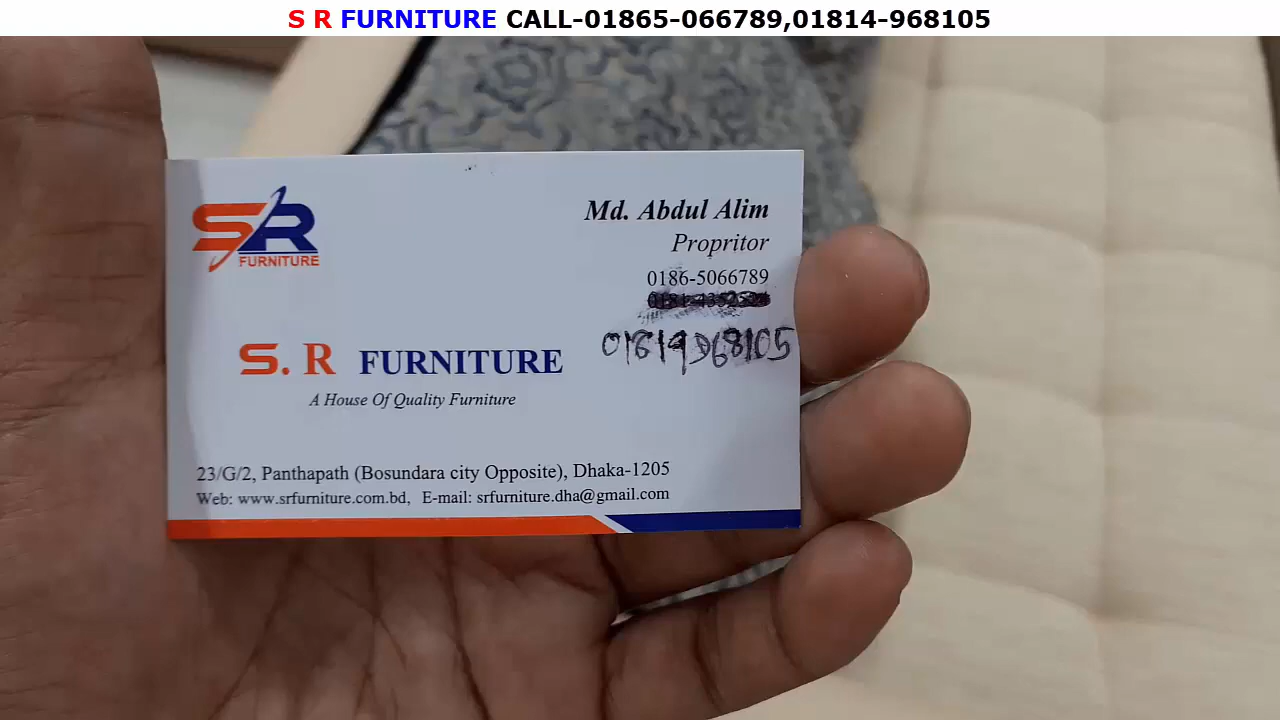 S R FURNITURE CALL-01865-066789,01814-968105
SR
FURNITURE
Md. Abdul Alim
Propritor
0186-5066789
01814968105
S. R FURNITURE
A House Of Quality Furniture
23/G/2, Panthapath (Bosundara city Opposite), Dhaka-1205
Web: www.srfurniture.com.bd, E-mail: srfurniture.dha@gmail.com